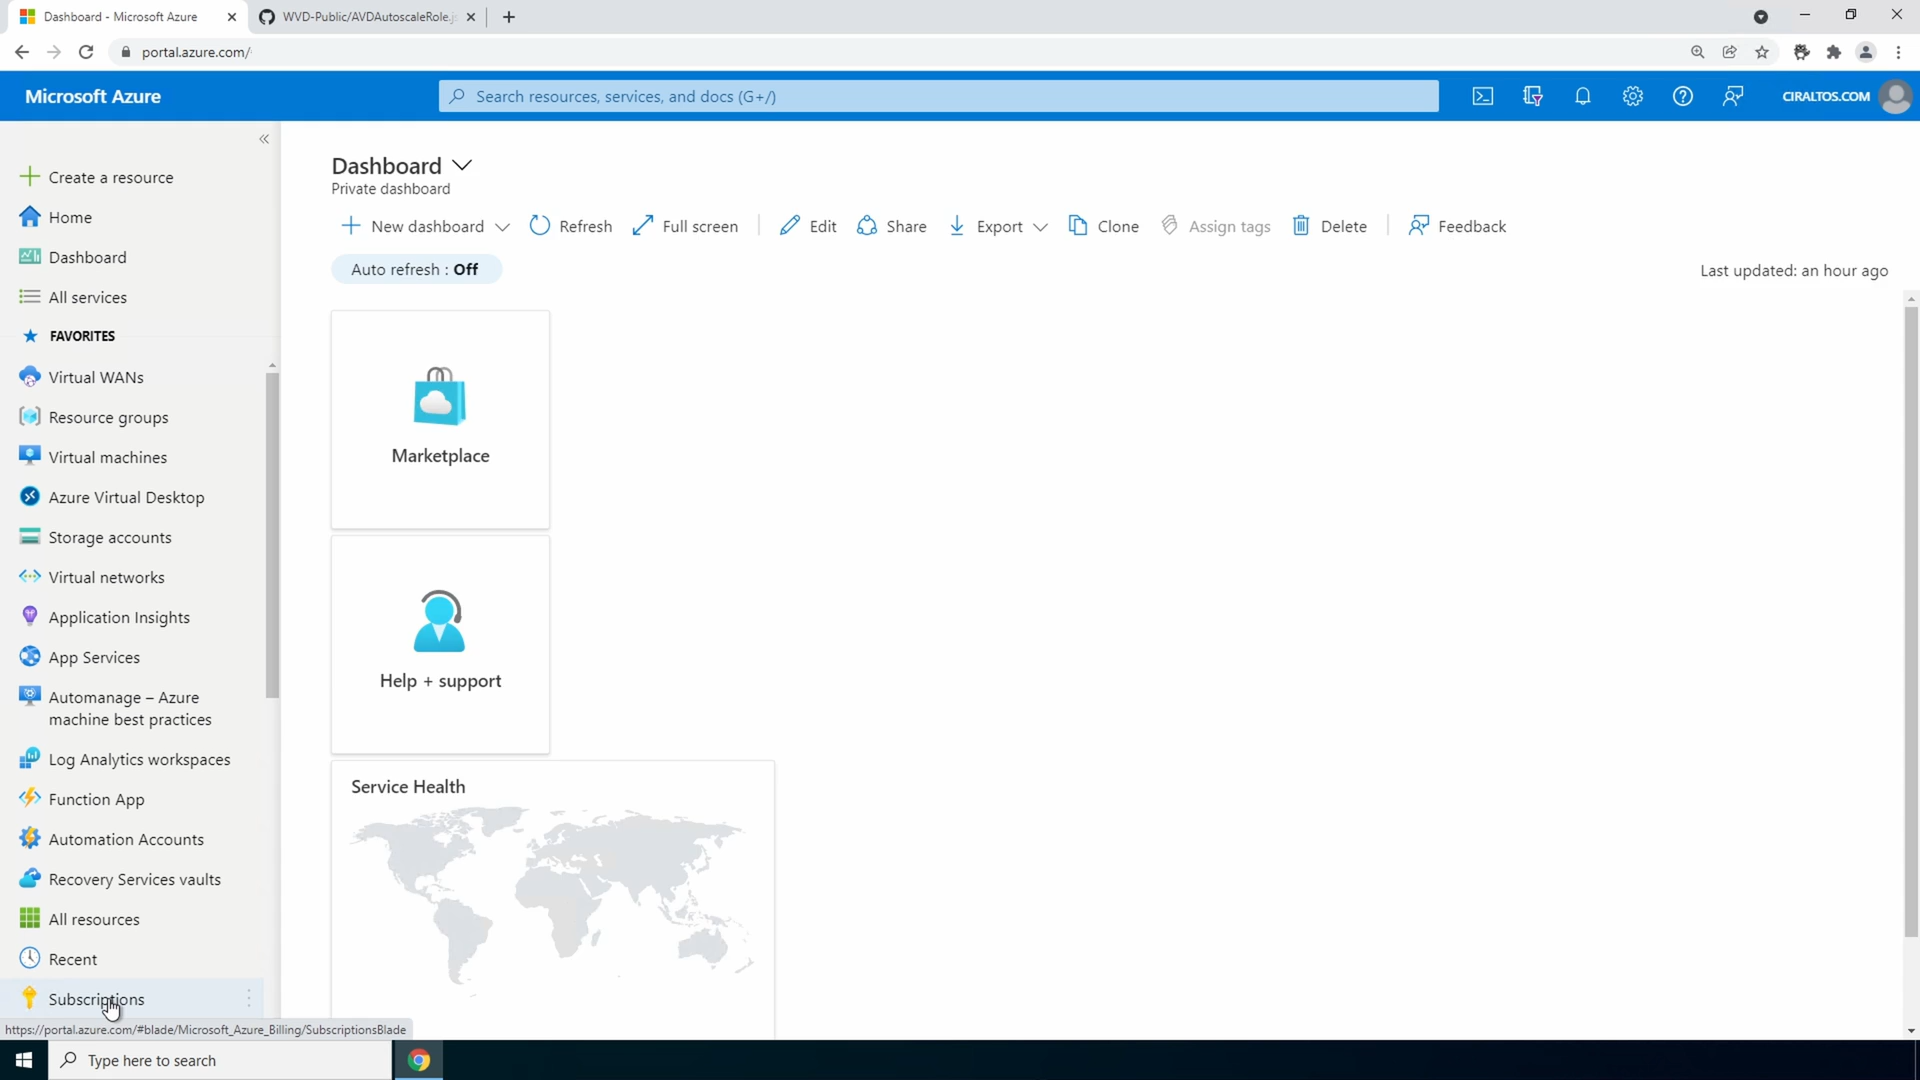 Dashboard - Microsoft Azure
WVD-Public/AVDAutoscaleRole.js
portal.azure.com/
Microsoft Azure
Search resources, services, and docs (G+/)
CIRALTOS.COM
Create a resource
Home
Dashboard
All services
FAVORITES
Virtual WANs
Resource groups
Virtual machines
Azure Virtual Desktop
Storage accounts
Virtual networks
Application Insights
App Services
Automanage – Azure
machine best practices
Log Analytics workspaces
Function App
Automation Accounts
Recovery Services vaults
All resources
Recent
Subscriptions
Dashboard
Private dashboard
New dashboard
Refresh
Full screen
Edit
Share
Export
Clone
Assign tags
Delete
Feedback
Auto refresh : Off
Last updated: an hour ago
Marketplace
Help + support
Service Health
https://portal.azure.com/#blade/Microsoft_Azure_Billing/SubscriptionsBlade
Type here to search